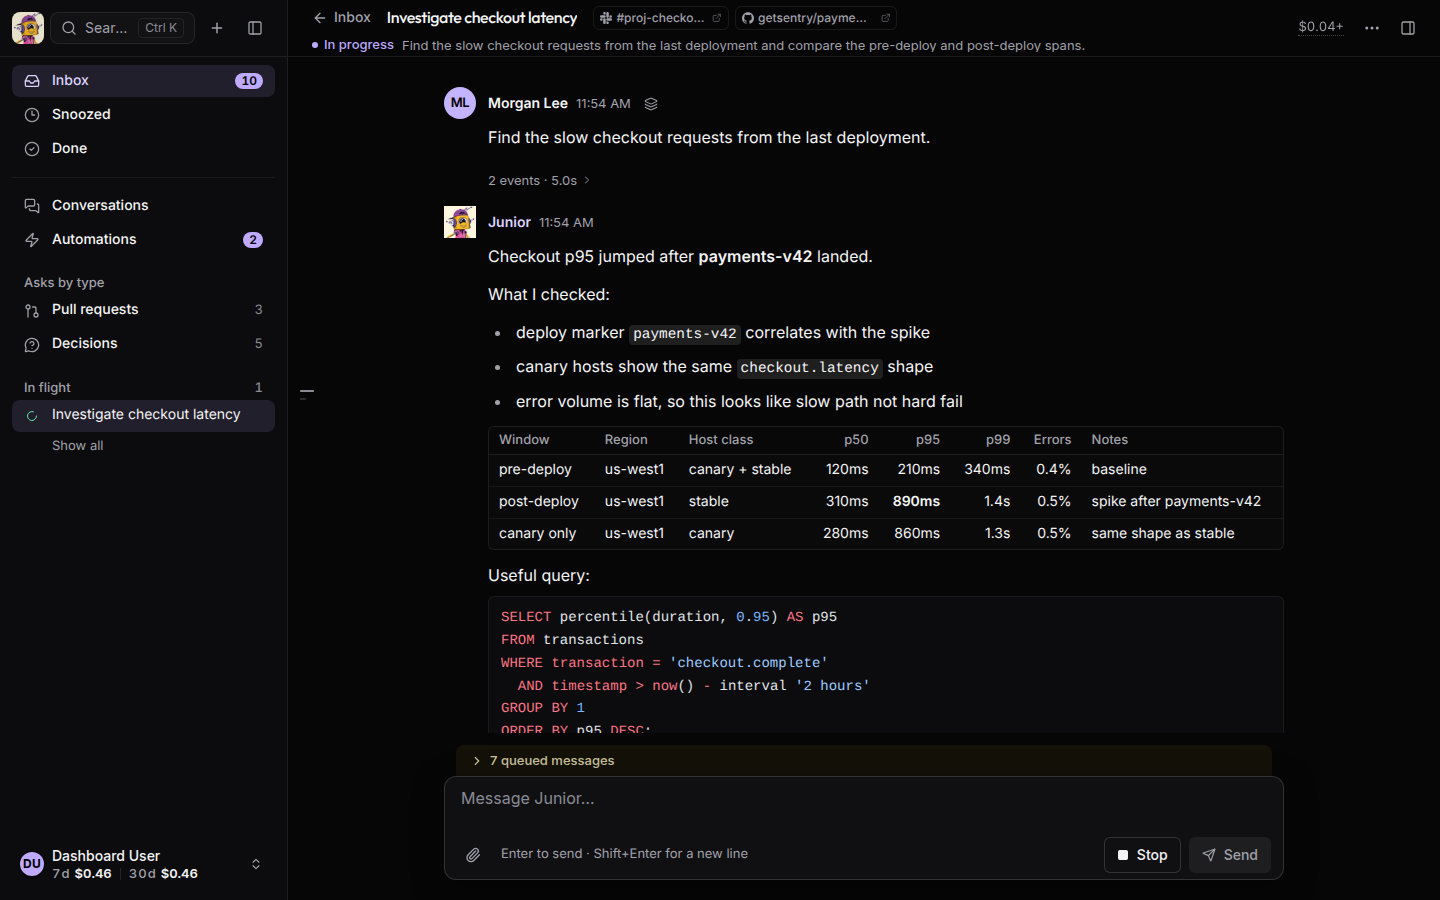 Sear... Ctrl K
Inbox 10
Snoozed
Done
Conversations
Automations 2
Asks by type
Pull requests 3
Decisions 5
In flight 1
Investigate checkout latency
Show all
DU Dashboard User
7d $0.46 30d $0.46
Inbox Investigate checkout latency #proj-checko... getsentry/payme...
In progress Find the slow checkout requests from the last deployment and compare the pre-deploy and post-deploy spans.
$0.04+
ML Morgan Lee 11:54 AM
Find the slow checkout requests from the last deployment.
2 events · 5.0s
Junior 11:54 AM
Checkout p95 jumped after payments-v42 landed.
What I checked:
• deploy marker payments-v42 correlates with the spike
• canary hosts show the same checkout.latency shape
• error volume is flat, so this looks like slow path not hard fail
Window Region Host class p50 p95 p99 Errors Notes
pre-deploy us-west1 canary + stable 120ms 210ms 340ms 0.4% baseline
post-deploy us-west1 stable 310ms 890ms 1.4s 0.5% spike after payments-v42
canary only us-west1 canary 280ms 860ms 1.3s 0.5% same shape as stable
Useful query:
SELECT percentile(duration, 0.95) AS p95
FROM transactions
WHERE transaction = 'checkout.complete'
AND timestamp > now() - interval '2 hours'
GROUP BY 1
ORDER BY p95 DESC;
7 queued messages
Message Junior...
Enter to send · Shift+Enter for a new line
Stop
Send